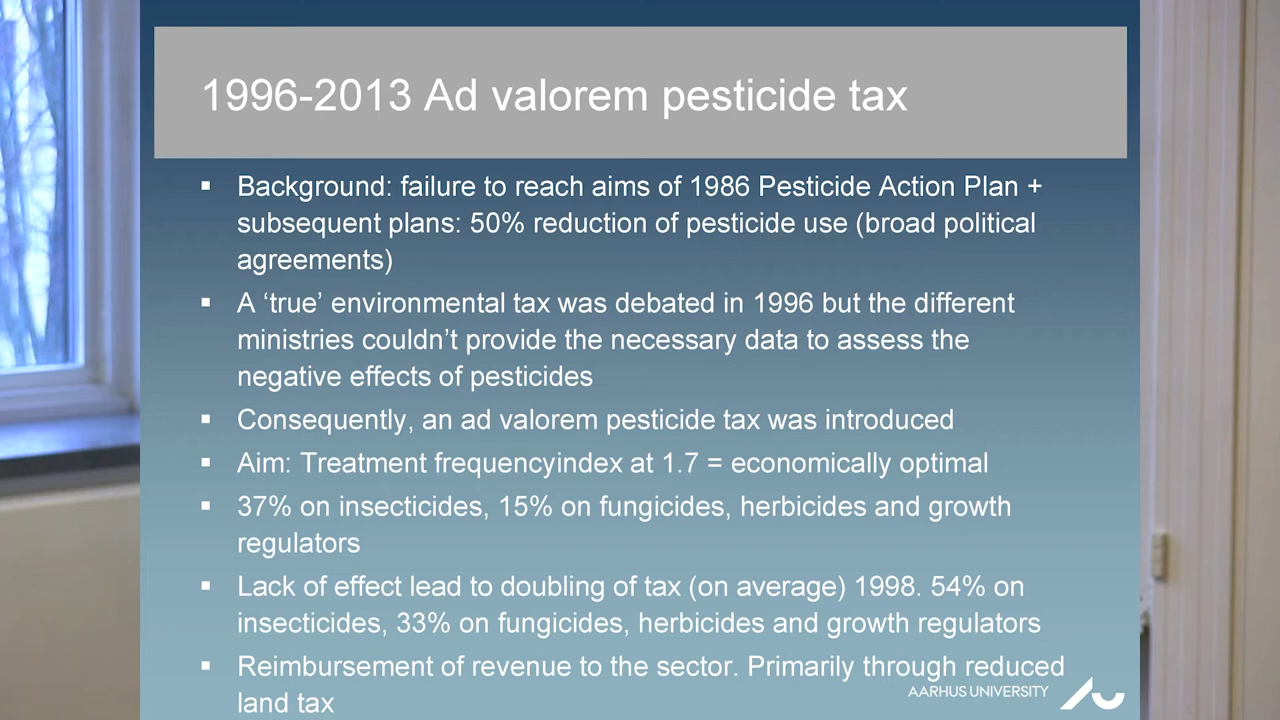 1996-2013 Ad valorem pesticide tax
▪ Background: failure to reach aims of 1986 Pesticide Action Plan +
subsequent plans: 50% reduction of pesticide use (broad political
agreements)
▪ A ‘true’ environmental tax was debated in 1996 but the different
ministries couldn’t provide the necessary data to assess the
negative effects of pesticides
▪ Consequently, an ad valorem pesticide tax was introduced
▪ Aim: Treatment frequencyindex at 1.7 = economically optimal
▪ 37% on insecticides, 15% on fungicides, herbicides and growth
regulators
▪ Lack of effect lead to doubling of tax (on average) 1998. 54% on
insecticides, 33% on fungicides, herbicides and growth regulators
▪ Reimbursement of revenue to the sector. Primarily through reduced
land tax
AARHUS UNIVERSITY